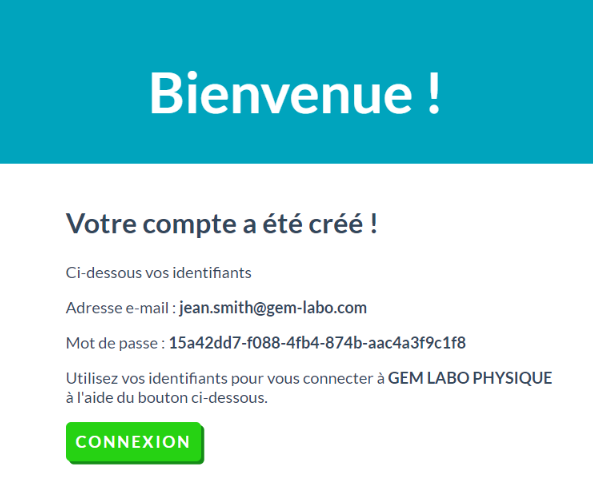 Bienvenue !
Votre compte a été créé !
Ci-dessous vos identifiants
Adresse e-mail : jean.smith@gem-labo.com
Mot de passe : 15a42dd7-f088-4fb4-874b-aac4a3f9c1f8
Utilisez vos identifiants pour vous connecter à GEM LABO PHYSIQUE
à l'aide du bouton ci-dessous.
CONNEXION